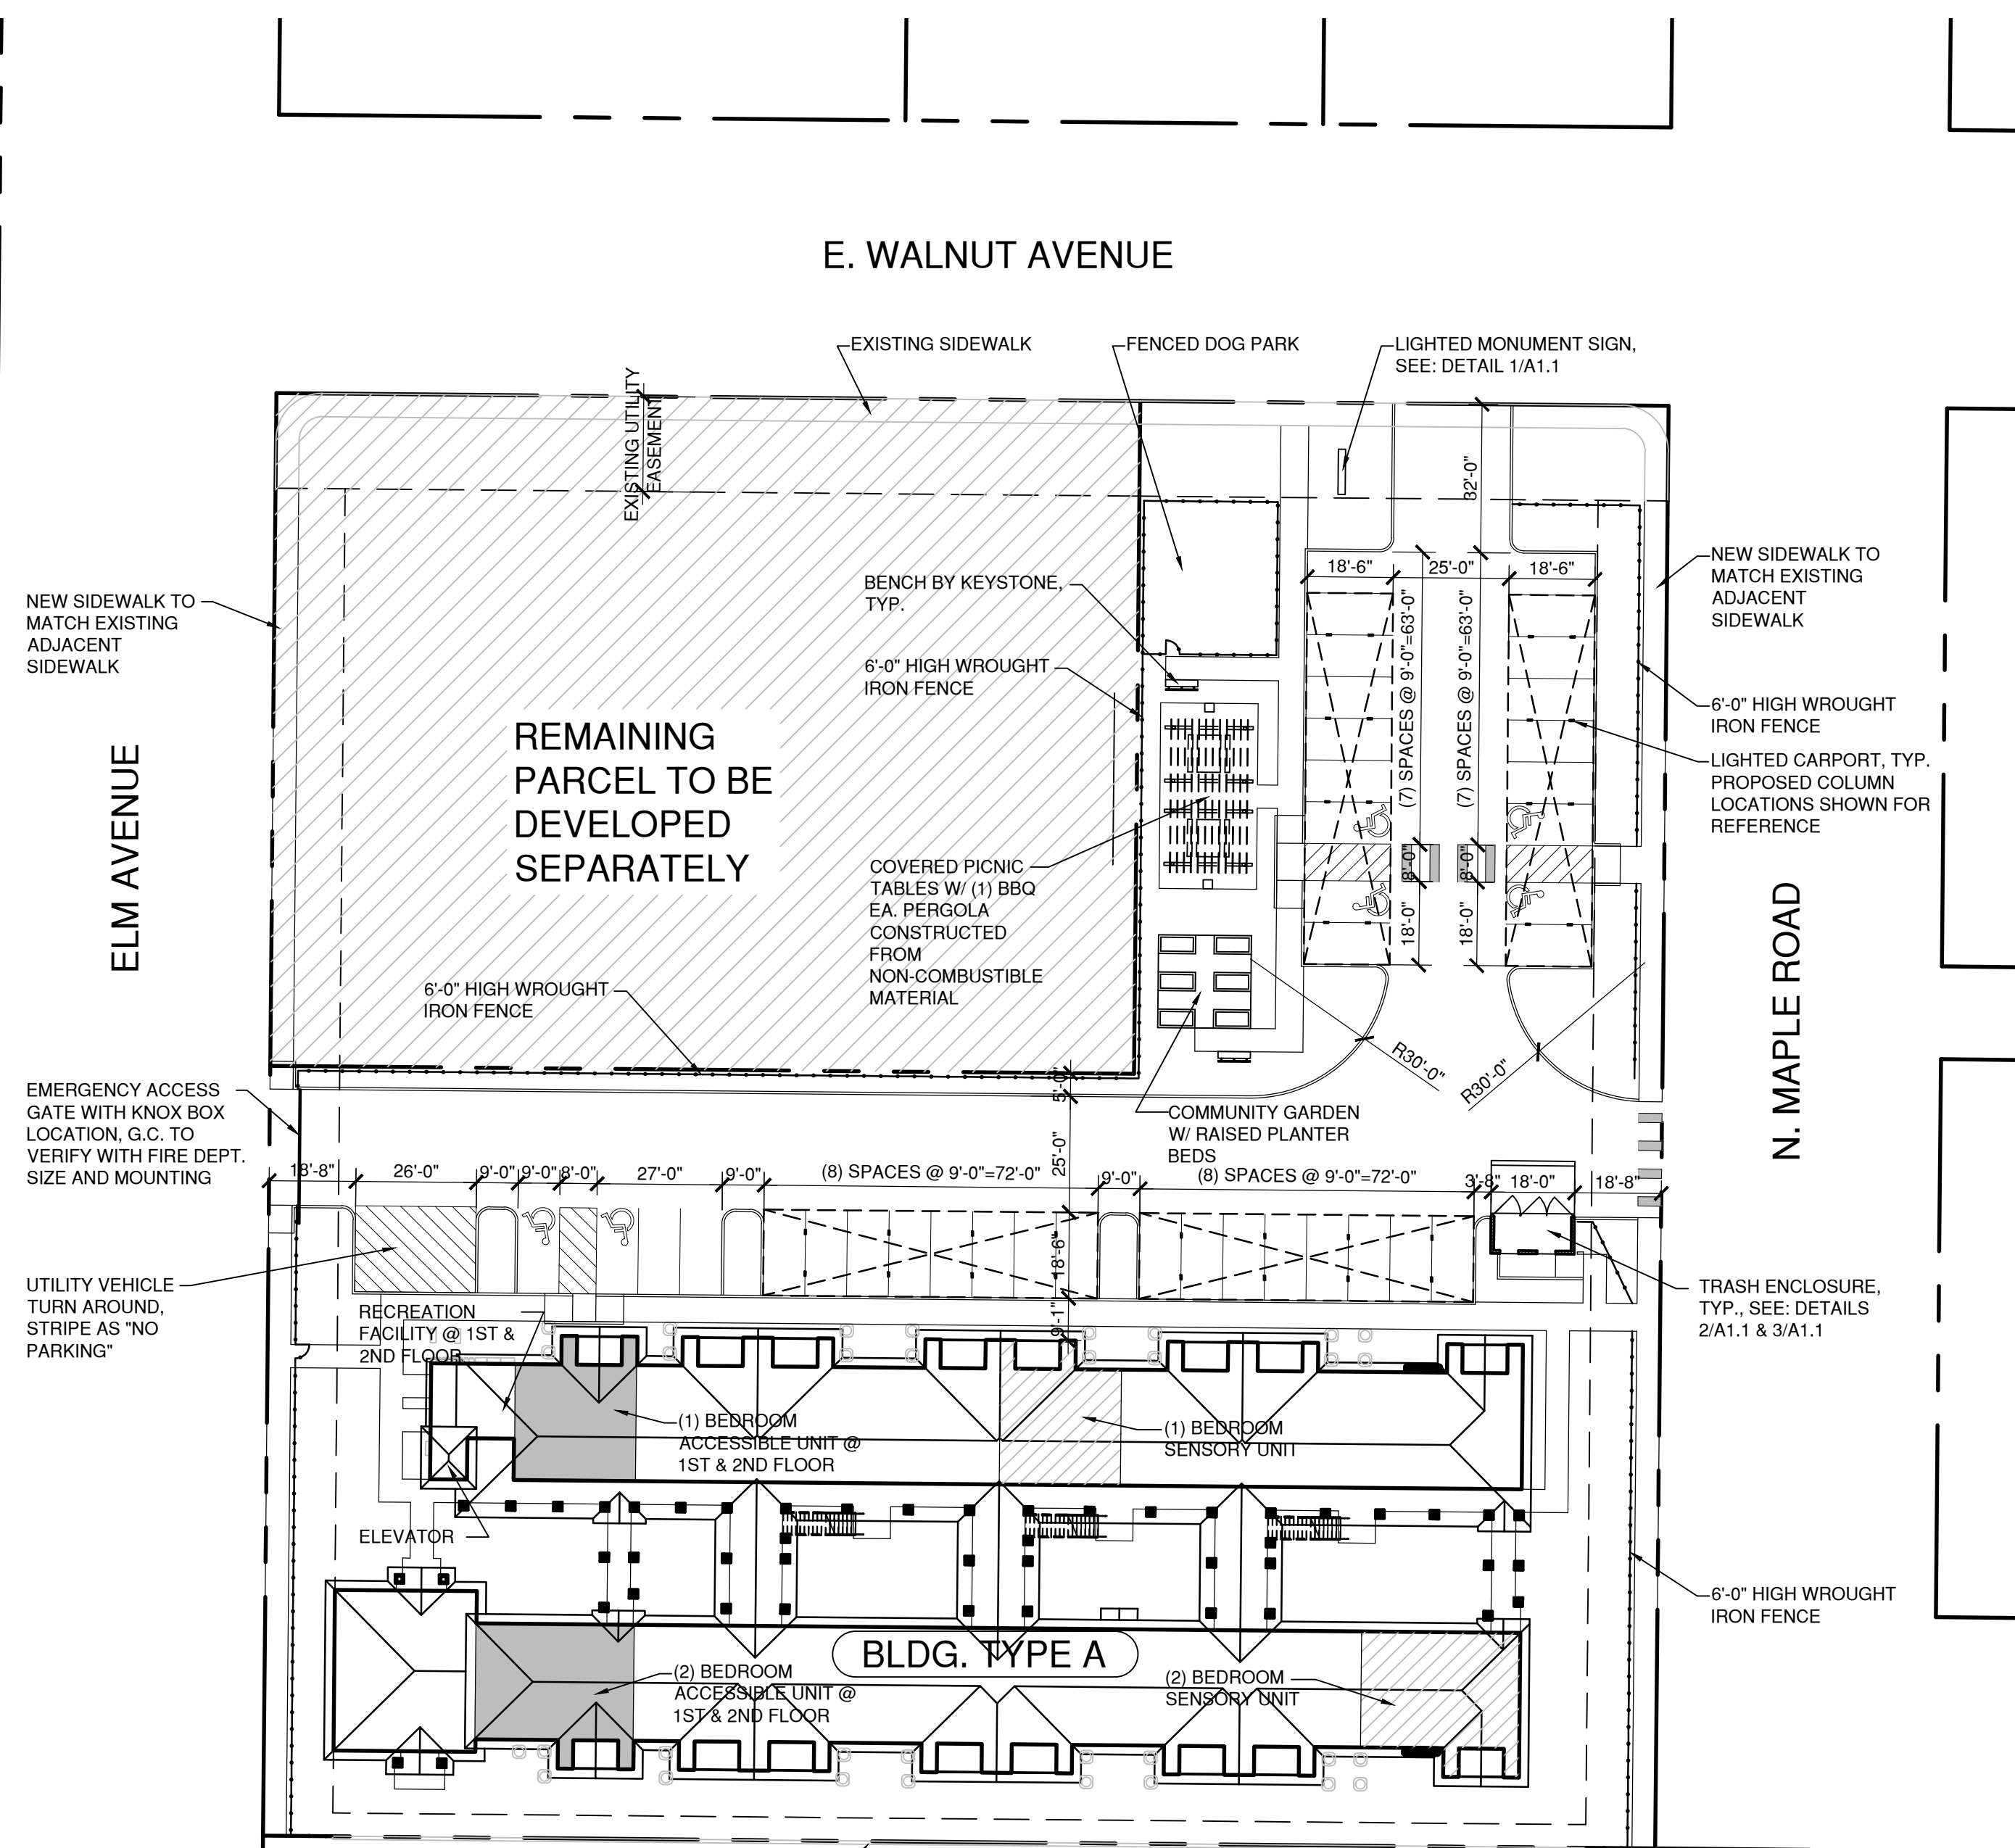 E. WALNUT AVENUE
EXISTING SIDEWALK
FENCED DOG PARK
LIGHTED MONUMENT SIGN,
SEE: DETAIL 1/A1.1
EXISTING UTILITY
EASEMENT
32'-0"
NEW SIDEWALK TO
MATCH EXISTING
ADJACENT
SIDEWALK
BENCH BY KEYSTONE,
TYP.
18'-6"
25'-0"
18'-6"
NEW SIDEWALK TO
MATCH EXISTING
ADJACENT
SIDEWALK
6'-0" HIGH WROUGHT
IRON FENCE
(7) SPACES @ 9'-0"=63'-0"
(7) SPACES @ 9'-0"=63'-0"
6'-0" HIGH WROUGHT
IRON FENCE
REMAINING
PARCEL TO BE
DEVELOPED
SEPARATELY
LIGHTED CARPORT, TYP.
PROPOSED COLUMN
LOCATIONS SHOWN FOR
REFERENCE
ELM AVENUE
COVERED PICNIC
TABLES W/ (1) BBQ
EA. PERGOLA
CONSTRUCTED
FROM
NON-COMBUSTIBLE
MATERIAL
8'-0"
8'-0"
18'-0"
18'-0"
N. MAPLE ROAD
6'-0" HIGH WROUGHT
IRON FENCE
R30'-0"
R30'-0"
EMERGENCY ACCESS
GATE WITH KNOX BOX
LOCATION, G.C. TO
VERIFY WITH FIRE DEPT.
SIZE AND MOUNTING
5'-0"
COMMUNITY GARDEN
W/ RAISED PLANTER
BEDS
25'-0"
18'-8"
26'-0"
9'-0"
9'-0"
8'-0"
27'-0"
9'-0"
(8) SPACES @ 9'-0"=72'-0"
9'-0"
(8) SPACES @ 9'-0"=72'-0"
3'-8"
18'-0"
18'-8"
18'-6"
9'-1"
UTILITY VEHICLE
TURN AROUND,
STRIPE AS "NO
PARKING"
RECREATION
FACILITY @ 1ST &
2ND FLOOR
TRASH ENCLOSURE,
TYP., SEE: DETAILS
2/A1.1 & 3/A1.1
(1) BEDROOM
ACCESSIBLE UNIT @
1ST & 2ND FLOOR
(1) BEDROOM
SENSORY UNIT
ELEVATOR
6'-0" HIGH WROUGHT
IRON FENCE
BLDG. TYPE A
(2) BEDROOM
ACCESSIBLE UNIT @
1ST & 2ND FLOOR
(2) BEDROOM
SENSORY UNIT